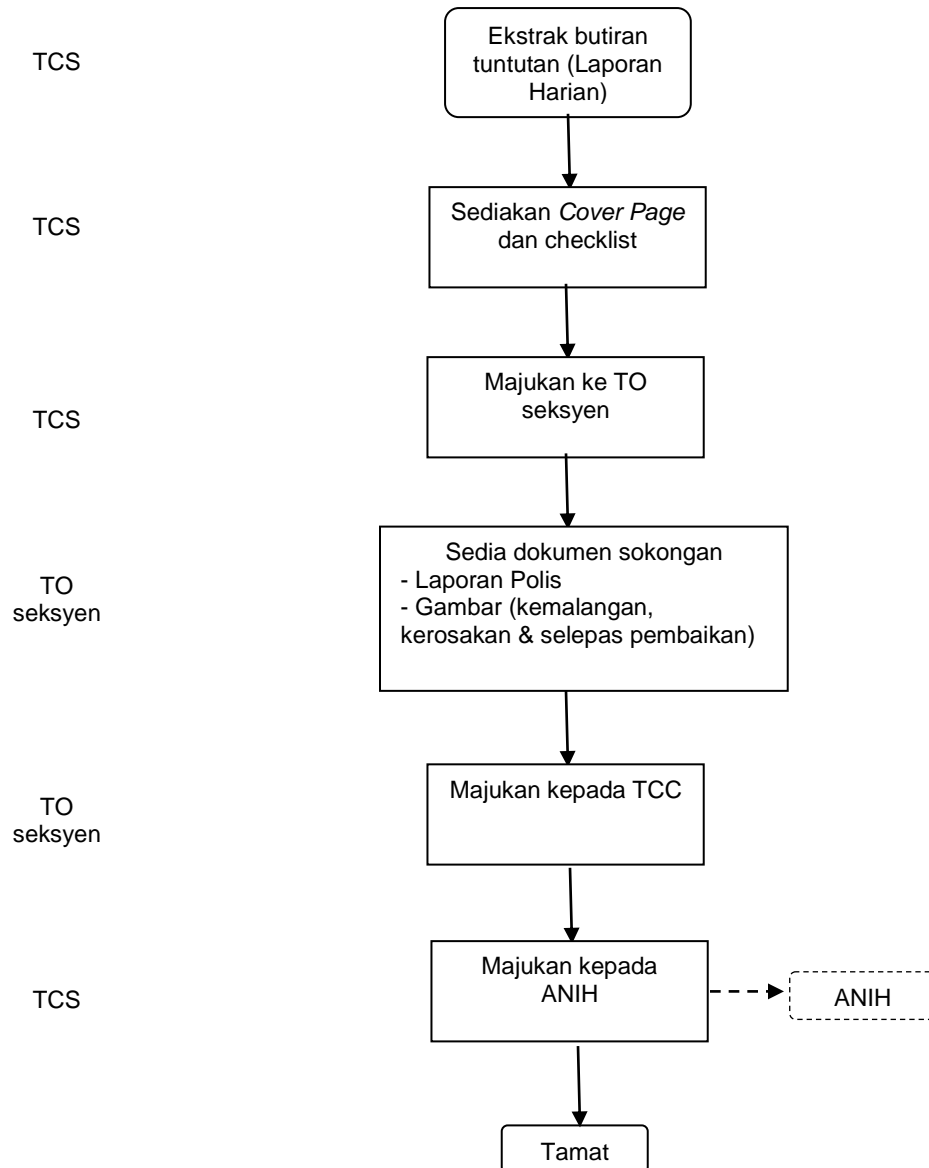 TCS
Ekstrak butiran
tuntutan (Laporan
Harian)
TCS
Sediakan Cover Page
dan checklist
TCS
Majukan ke TO
seksyen
TO
seksyen
Sedia dokumen sokongan
- Laporan Polis
- Gambar (kemalangan,
kerosakan & selepas pembaikan)
TO
seksyen
Majukan kepada TCC
TCS
Majukan kepada
ANIH
ANIH
Tamat